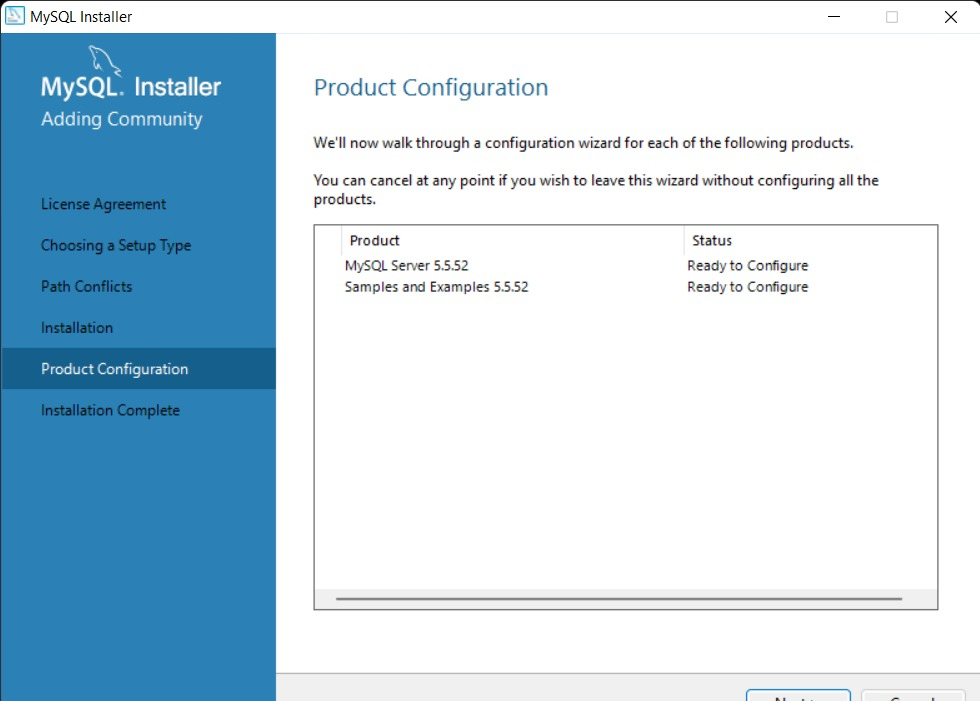 MySQL Installer
MySQL. Installer
Adding Community
License Agreement
Choosing a Setup Type
Path Conflicts
Installation
Product Configuration
Installation Complete
Product Configuration
We'll now walk through a configuration wizard for each of the following products.
You can cancel at any point if you wish to leave this wizard without configuring all the
products.
Product Status
MySQL Server 5.5.52 Ready to Configure
Samples and Examples 5.5.52 Ready to Configure